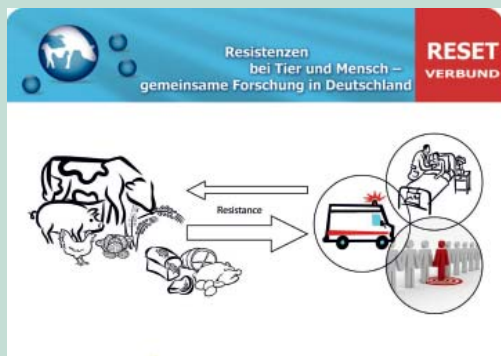 Resistenzen
bei Tier und Mensch –
gemeinsame Forschung in Deutschland
RESET
VERBUND
Resistance